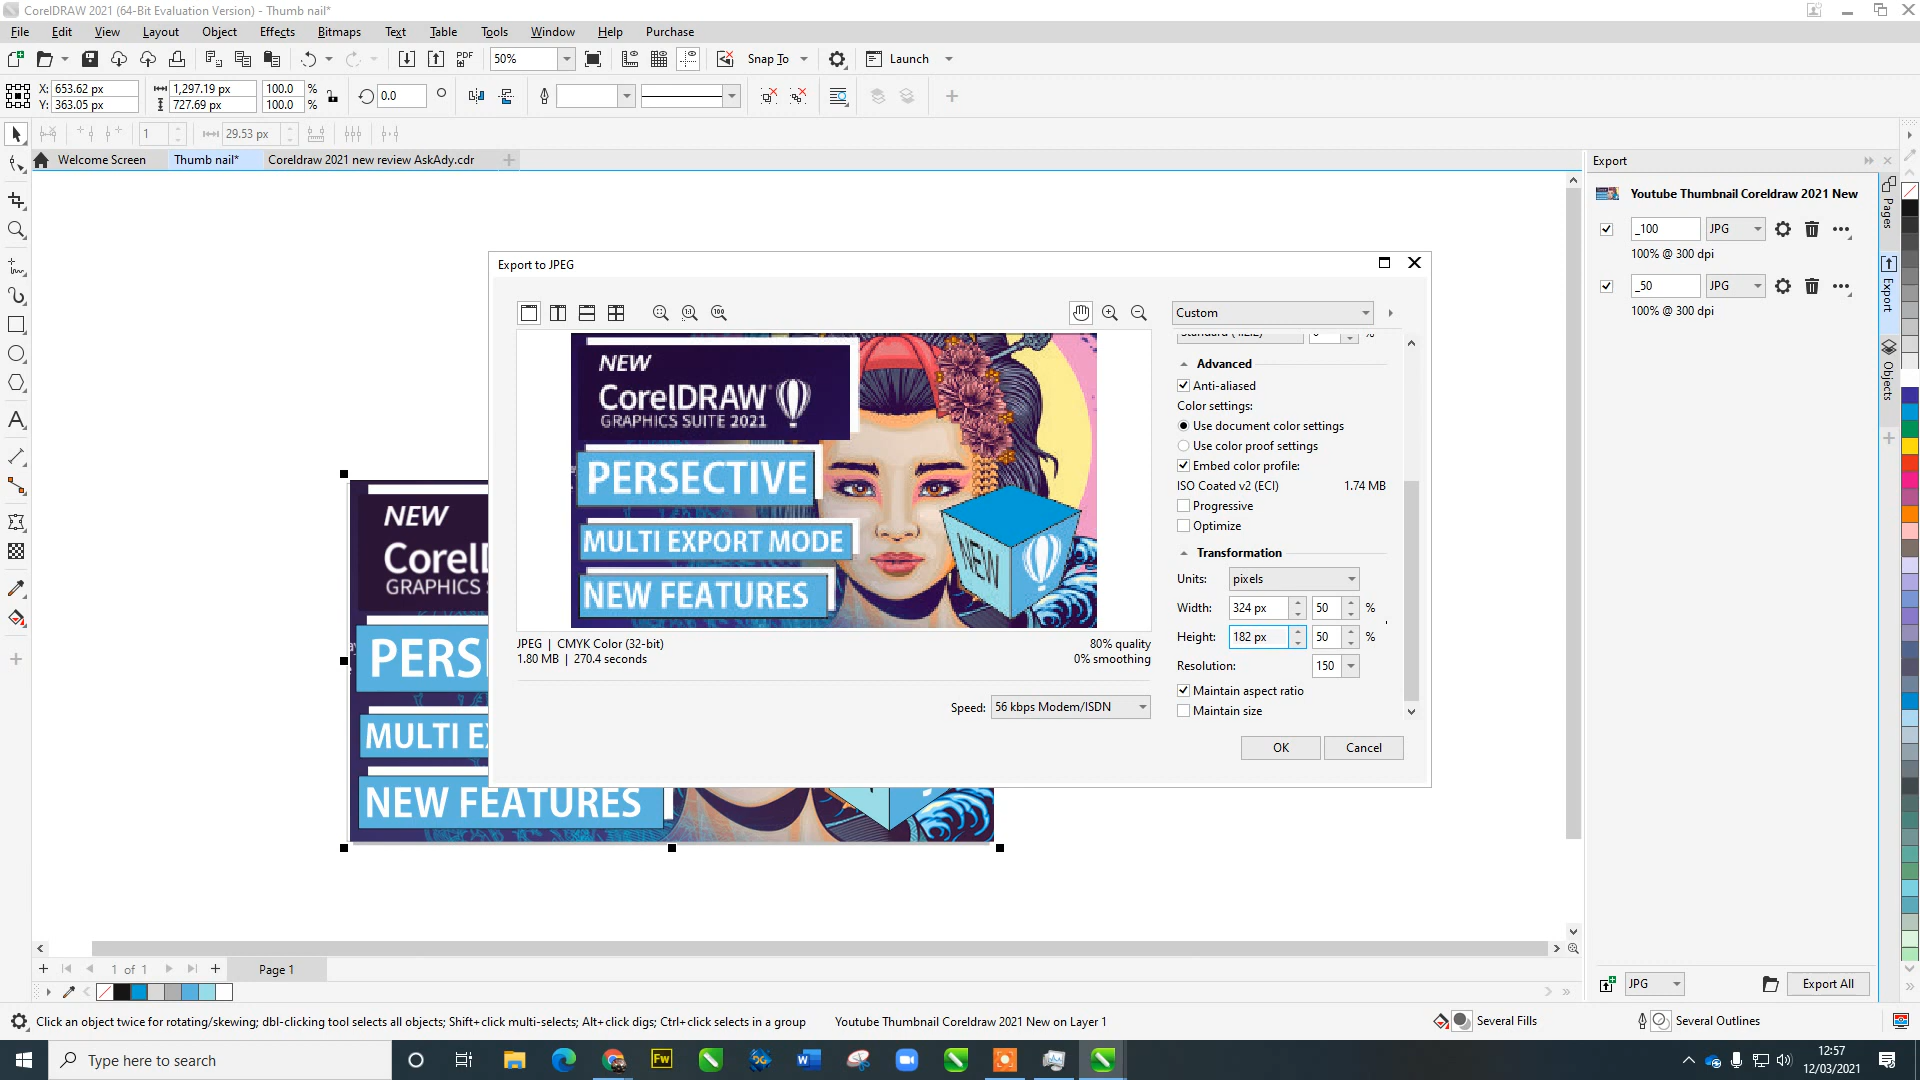 CorelDRAW 2021 (64-Bit Evaluation Version) - Thumb nail*
File Edit View Layout Object Effects Bitmaps Text Table Tools Window Help Purchase
PDF 50% Snap To Launch
X: 653.62 px 1,297.19 px 100.0 % 0.0 °
Y: 363.05 px 727.69 px 100.0 %
1 29.53 px
Welcome Screen Thumb nail* Coreldraw 2021 new review AskAdy.cdr
Export
Youtube Thumbnail Coreldraw 2021 New
_100 JPG
100% @ 300 dpi
_50 JPG
100% @ 300 dpi
Pages
Export
Objects
Export to JPEG
Custom
NEW
CorelDRAW
GRAPHICS SUITE 2021
PERSECTIVE
MULTI EXPORT MODE
NEW FEATURES
NEW
JPEG | CMYK Color (32-bit) 80% quality
1.80 MB | 270.4 seconds 0% smoothing
Speed: 56 kbps Modem/ISDN
Advanced
Anti-aliased
Color settings:
Use document color settings
Use color proof settings
Embed color profile:
ISO Coated v2 (ECI) 1.74 MB
Progressive
Optimize
Transformation
Units: pixels
Width: 324 px 50 %
Height: 182 px 50 %
Resolution: 150
Maintain aspect ratio
Maintain size
OK Cancel
NEW
Corel
GRAPHICS S
PERS
MULTI E
NEW FEATURES
1 of 1 Page 1
JPG Export All
Click an object twice for rotating/skewing; dbl-clicking tool selects all objects; Shift+click multi-selects; Alt+click digs; Ctrl+click selects in a group Youtube Thumbnail Coreldraw 2021 New on Layer 1 Several Fills Several Outlines
Type here to search
Fw
12:57
12/03/2021